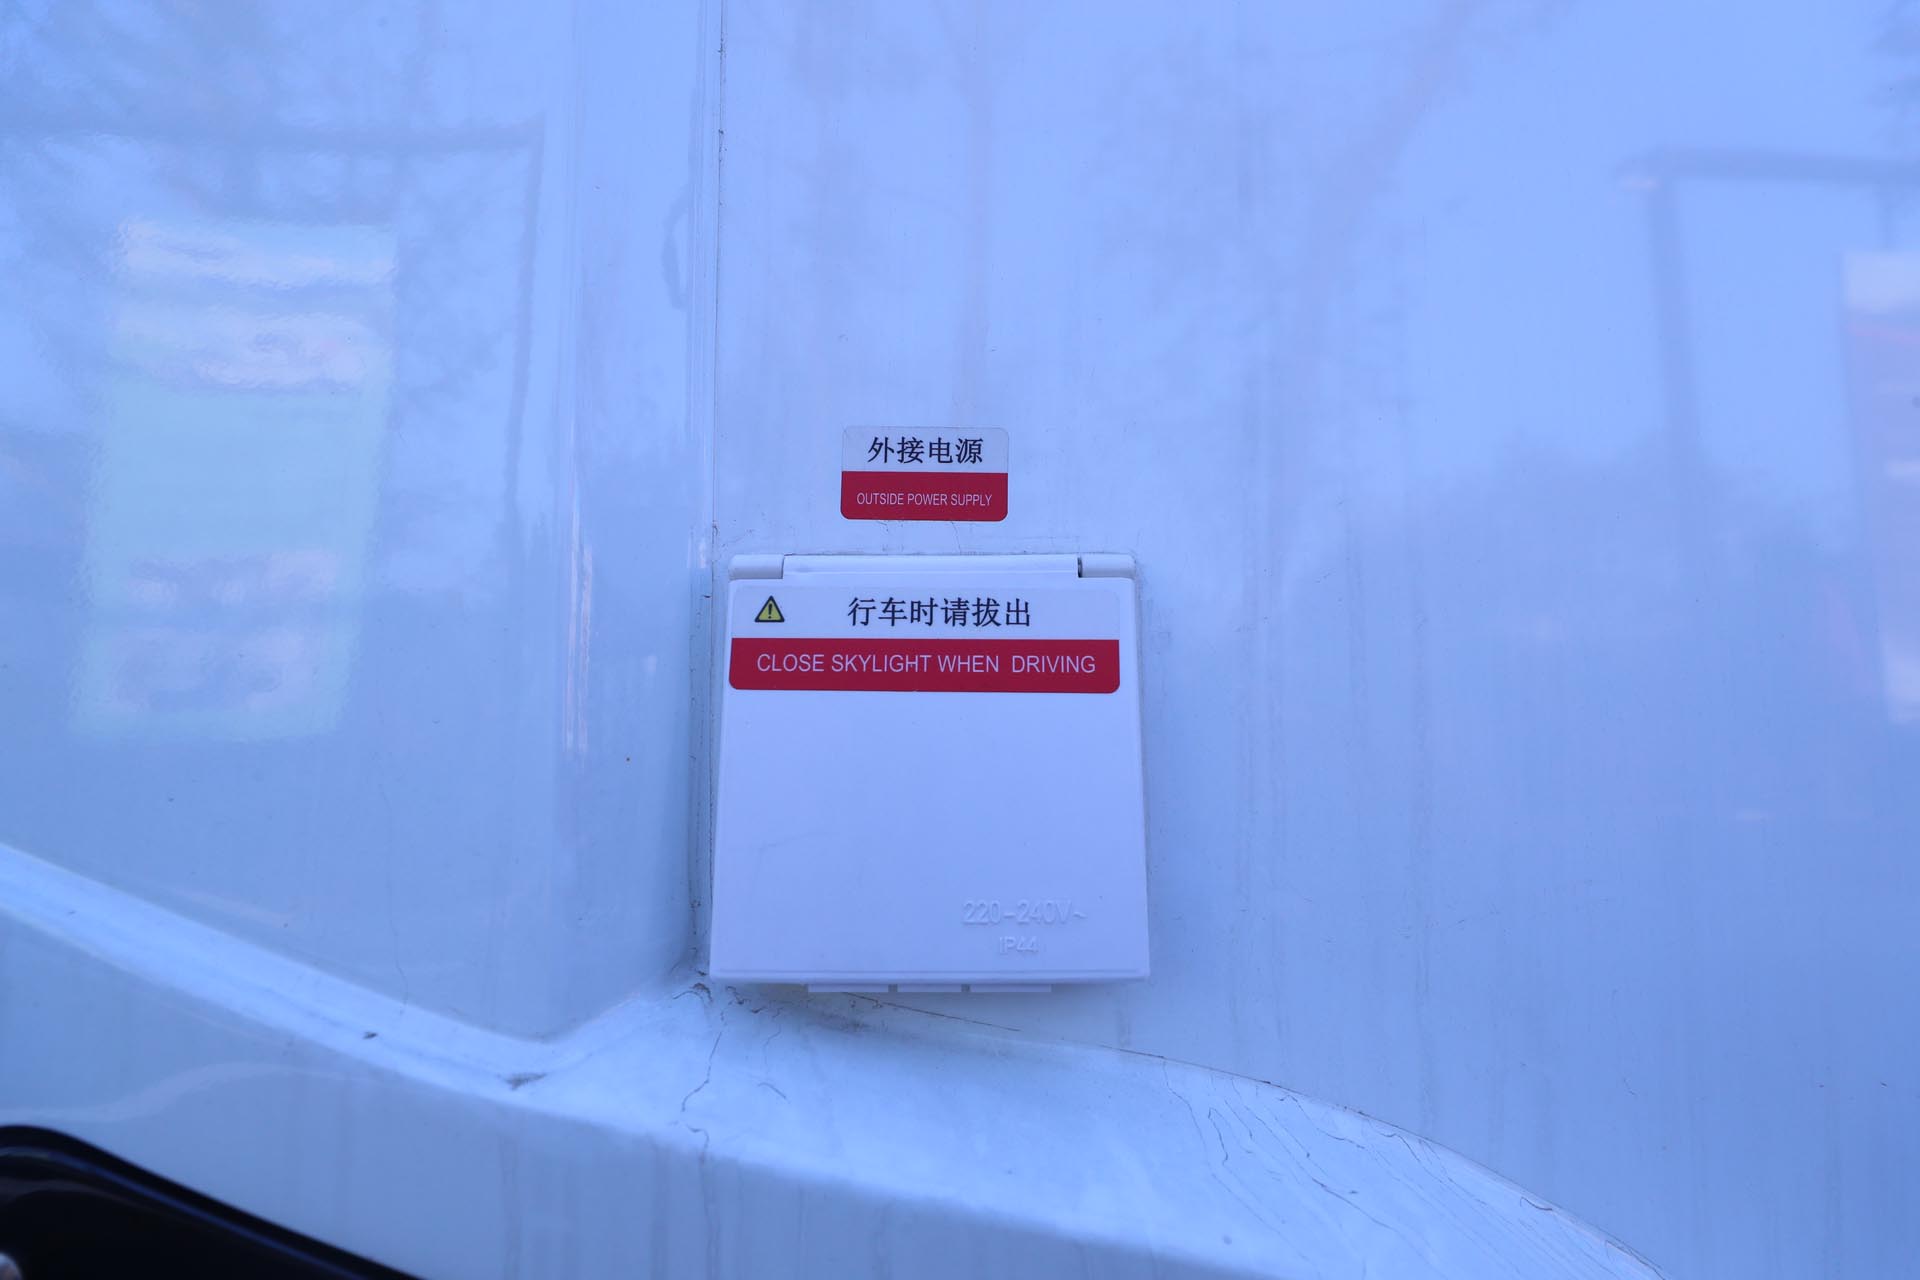 外接电源
OUTSIDE POWER SUPPLY
行车时请拔出
CLOSE SKYLIGHT WHEN DRIVING
220-240V~
IP44